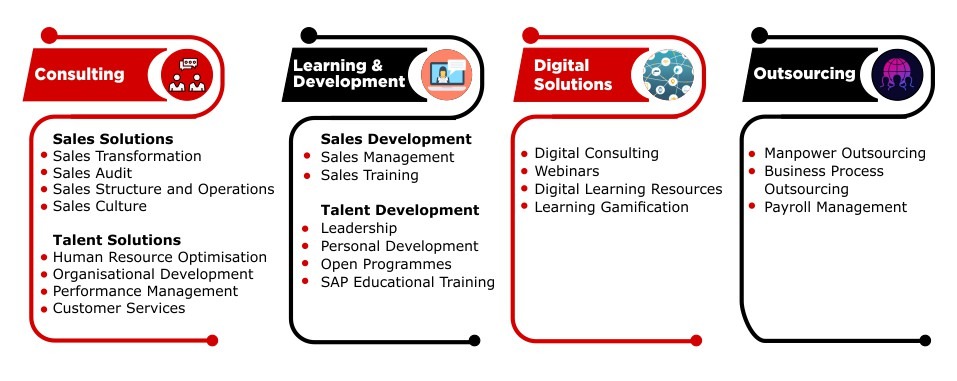 Consulting
Sales Solutions
Sales Transformation
Sales Audit
Sales Structure and Operations
Sales Culture
Talent Solutions
Human Resource Optimisation
Organisational Development
Performance Management
Customer Services
Learning &
Development
Sales Development
Sales Management
Sales Training
Talent Development
Leadership
Personal Development
Open Programmes
SAP Educational Training
Digital
Solutions
Digital Consulting
Webinars
Digital Learning Resources
Learning Gamification
Outsourcing
Manpower Outsourcing
Business Process
Outsourcing
Payroll Management